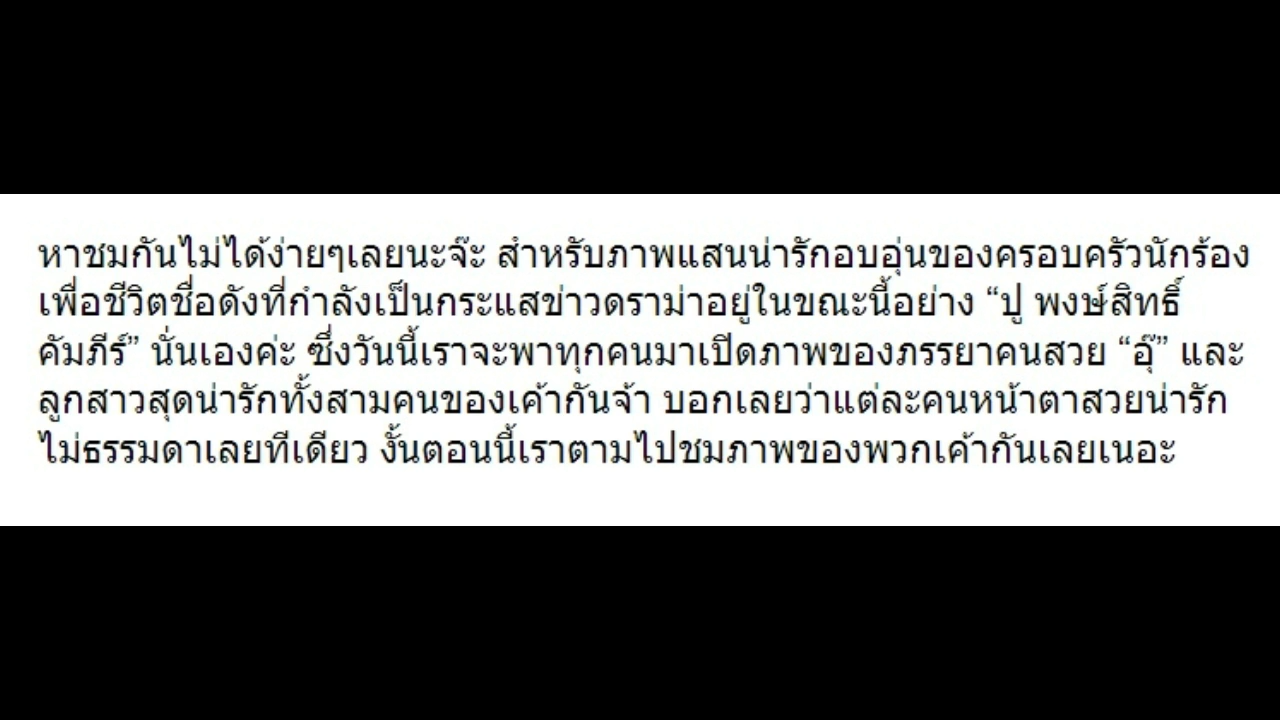 หาชมกันไม่ได้ง่ายๆเลยนะจ๊ะ สำหรับภาพแสนน่ารักอบอุ่นของครอบครัวนักร้อง
เพื่อชีวิตชื่อดังที่กำลังเป็นกระแสข่าวดราม่าอยู่ในขณะนี้อย่าง “ปู พงษ์สิทธิ์
คัมภีร์” นั่นเองค่ะ ซึ่งวันนี้เราจะพาทุกคนมาเปิดภาพของภรรยาคนสวย “อุ๊” และ
ลูกสาวสุดน่ารักทั้งสามคนของเค้ากันจ้า บอกเลยว่าแต่ละคนหน้าตาสวยน่ารัก
ไม่ธรรมดาเลยทีเดียว งั้นตอนนี้เราตามไปชมภาพของพวกเค้ากันเลยเนอะ